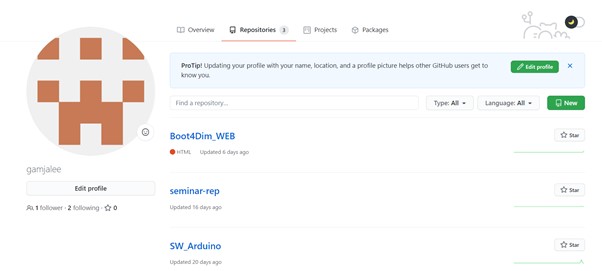 Overview
Repositories 3
Projects
Packages
ProTip! Updating your profile with your name, location, and a profile picture helps other GitHub users get to
know you.
Edit profile
Find a repository...
Type: All
Language: All
New
Boot4Dim_WEB
Star
HTML Updated 6 days ago
gamjalee
Edit profile
1 follower · 2 following · 0
seminar-rep
Star
Updated 16 days ago
SW_Arduino
Star
Updated 20 days ago